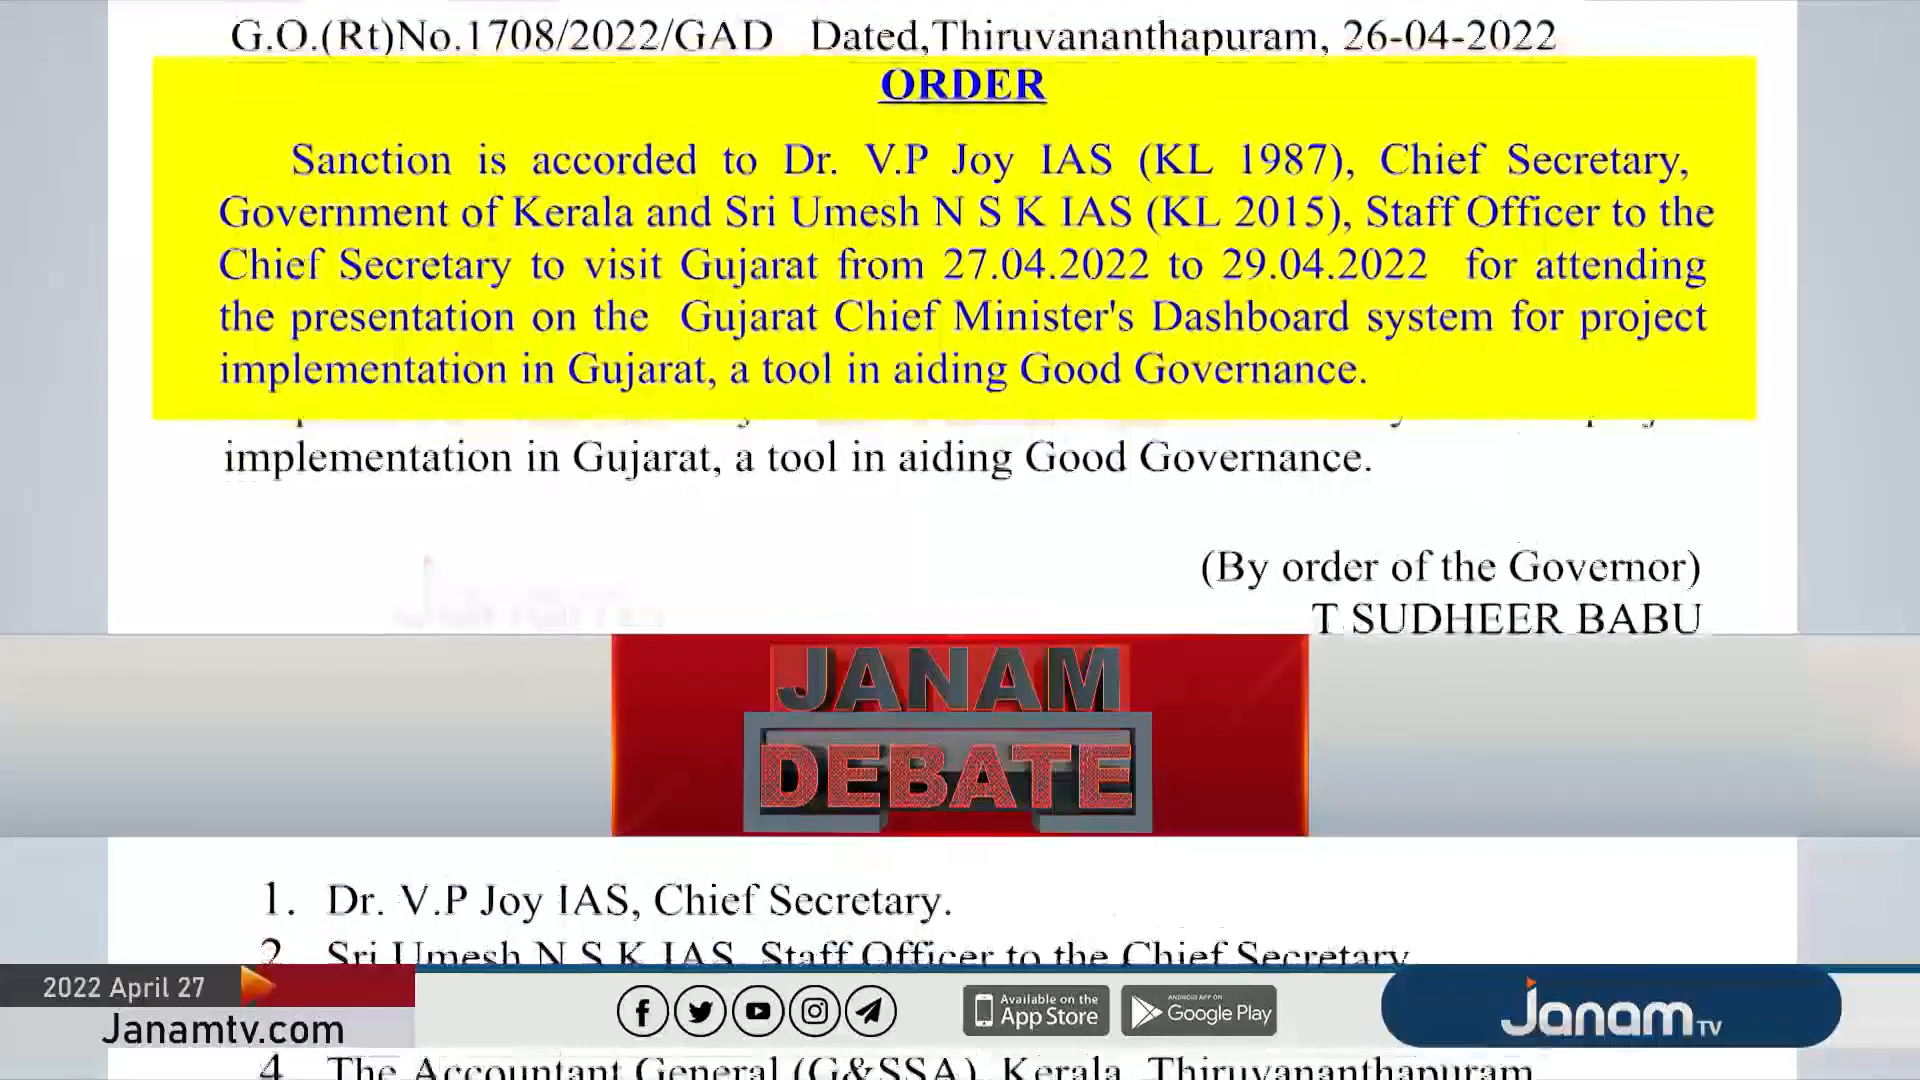 G.O.(Rt)No.1708/2022/GAD Dated,Thiruvananthapuram, 26-04-2022
ORDER
Sanction is accorded to Dr. V.P Joy IAS (KL 1987), Chief Secretary,
Government of Kerala and Sri Umesh N S K IAS (KL 2015), Staff Officer to the
Chief Secretary to visit Gujarat from 27.04.2022 to 29.04.2022 for attending
the presentation on the Gujarat Chief Minister's Dashboard system for project
implementation in Gujarat, a tool in aiding Good Governance.
implementation in Gujarat, a tool in aiding Good Governance.
(By order of the Governor)
T SUDHEER BABU
JANAM
DEBATE
1. Dr. V.P Joy IAS, Chief Secretary.
2 Sri Umesh N S K IAS, Staff Officer to the Chief Secretary.
2022 April 27
Janamtv.com
Available on the
App Store
ANDROID APP ON
Google Play
Janam TV
4 The Accountant General (G&SSA), Kerala, Thiruvananthapuram